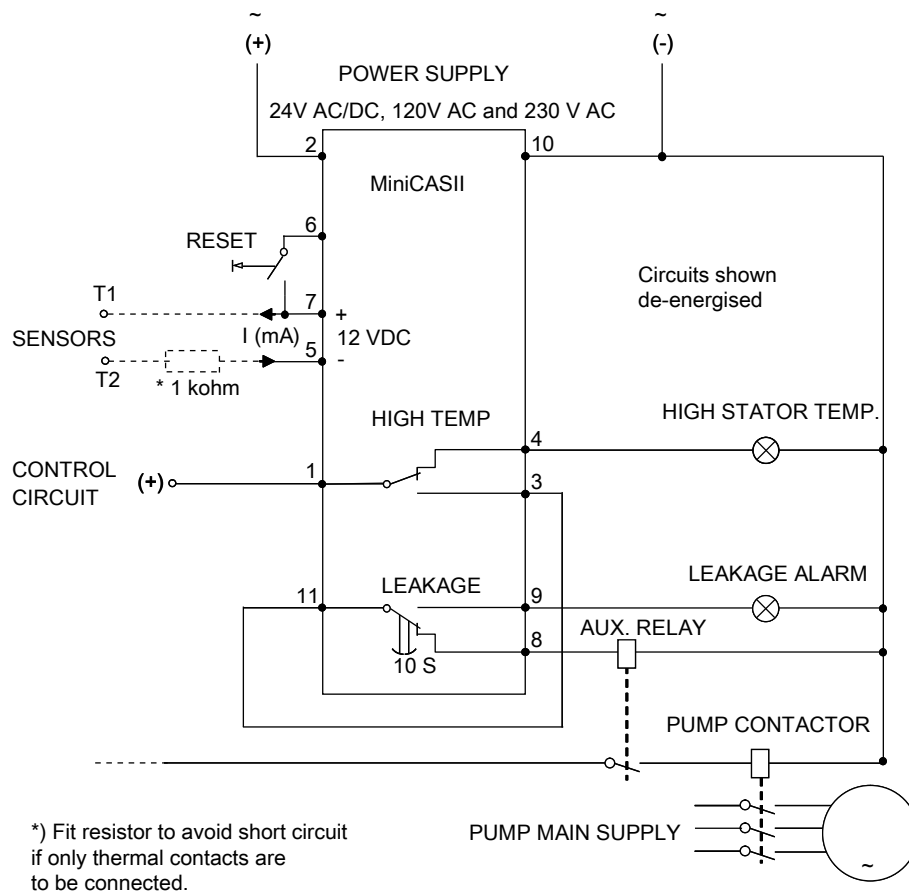 ~ ~
(+) (-)
POWER SUPPLY
24V AC/DC, 120V AC and 230 V AC
2 10
MiniCASII
6
RESET
Circuits shown
de-energised
T1 7 +
SENSORS I (mA) 12 VDC
5 -
T2 * 1 kohm
HIGH TEMP HIGH STATOR TEMP.
4
CONTROL (+) 1 3
CIRCUIT
LEAKAGE LEAKAGE ALARM
11 9
AUX. RELAY
8
10 S
PUMP CONTACTOR
*) Fit resistor to avoid short circuit
if only thermal contacts are
to be connected.
PUMP MAIN SUPPLY
~